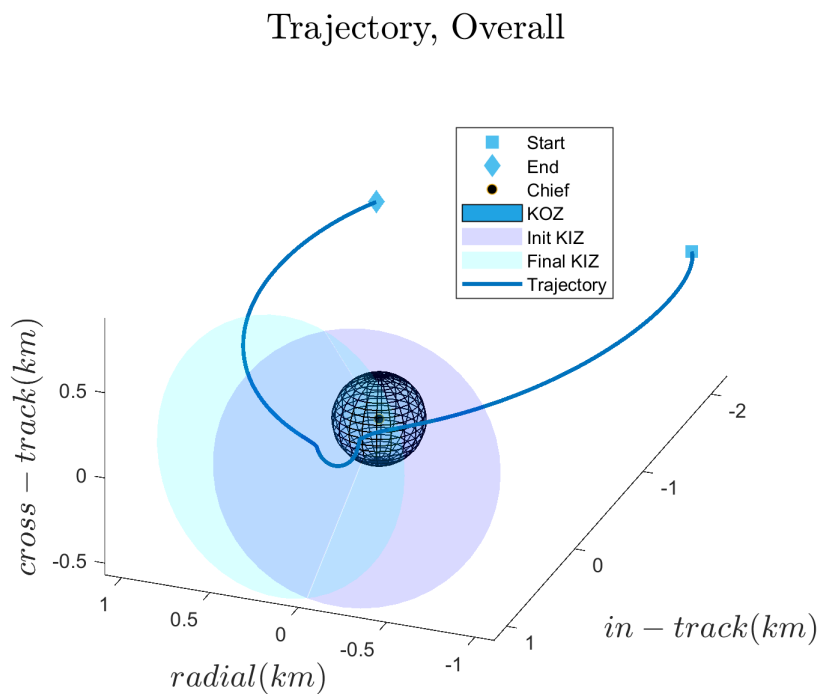 Trajectory, Overall
Start
End
Chief
KOZ
Init KIZ
Final KIZ
Trajectory
cross − track(km)
0.5
0
-0.5
1
0.5
0
-0.5
-1
radial(km)
-2
-1
0
1
in − track(km)